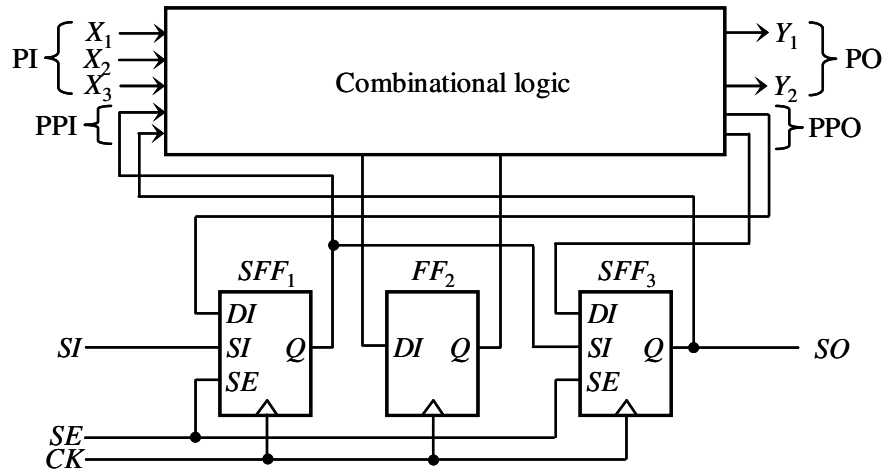 PI
X1
X2
X3
PPI
Combinational logic
Y1
Y2
PO
PPO
SFF1
FF2
SFF3
DI
SI
SE
Q
DI
Q
DI
SI
SE
Q
SI
SO
SE
CK